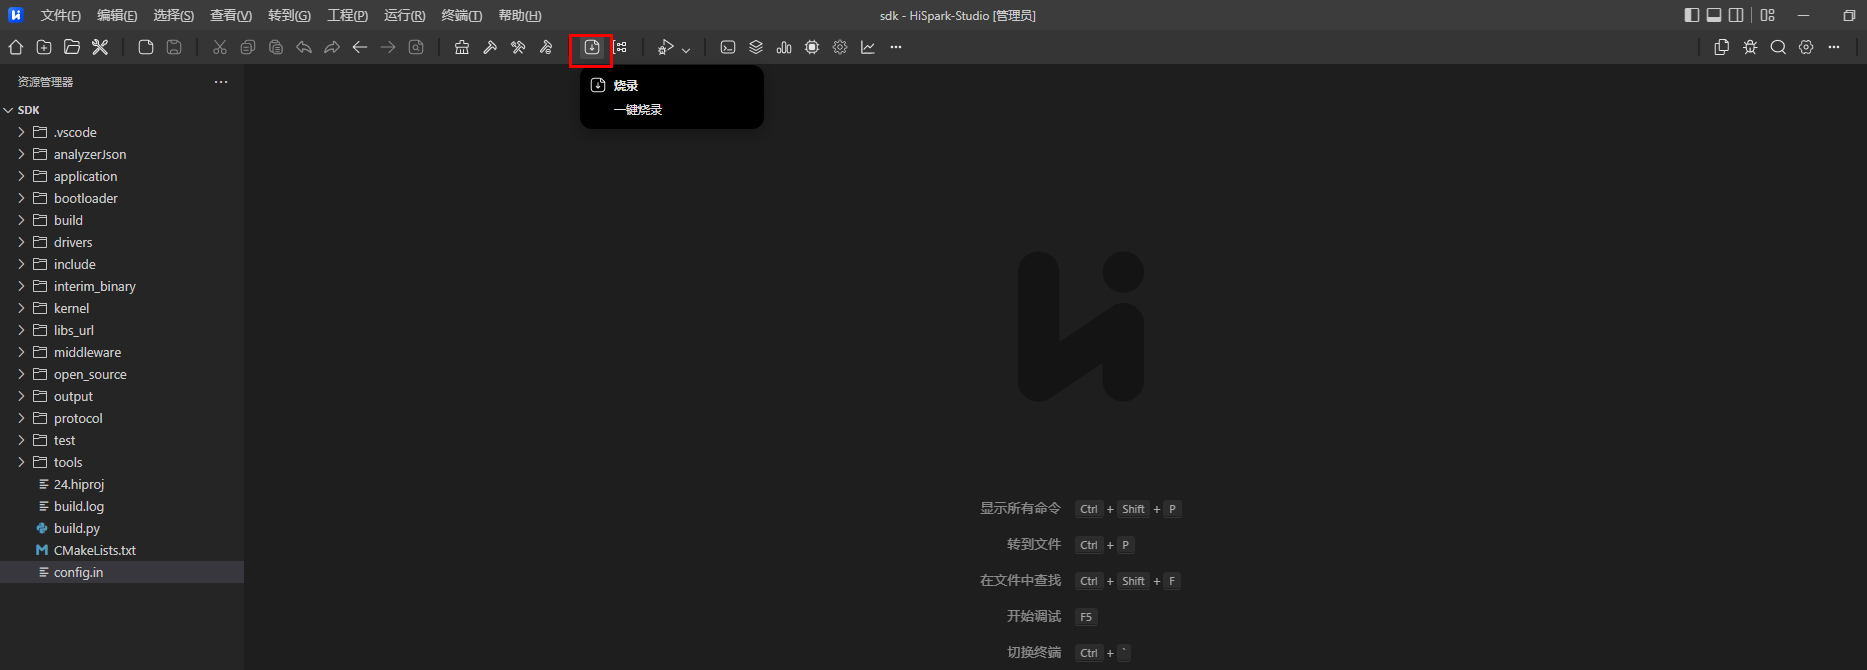 文件(F) 编辑(E) 选择(S) 查看(V) 转到(G) 工程(P) 运行(R) 终端(T) 帮助(H) sdk - HiSpark-Studio [管理员]
资源管理器
烧录
一键烧录
SDK
.vscode
analyzerJson
application
bootloader
build
drivers
include
interim_binary
kernel
libs_url
middleware
open_source
output
protocol
test
tools
24.hiproj
build.log
build.py
CMakeLists.txt
config.in
显示所有命令 Ctrl + Shift + P
转到文件 Ctrl + P
在文件中查找 Ctrl + Shift + F
开始调试 F5
切换终端 Ctrl + `